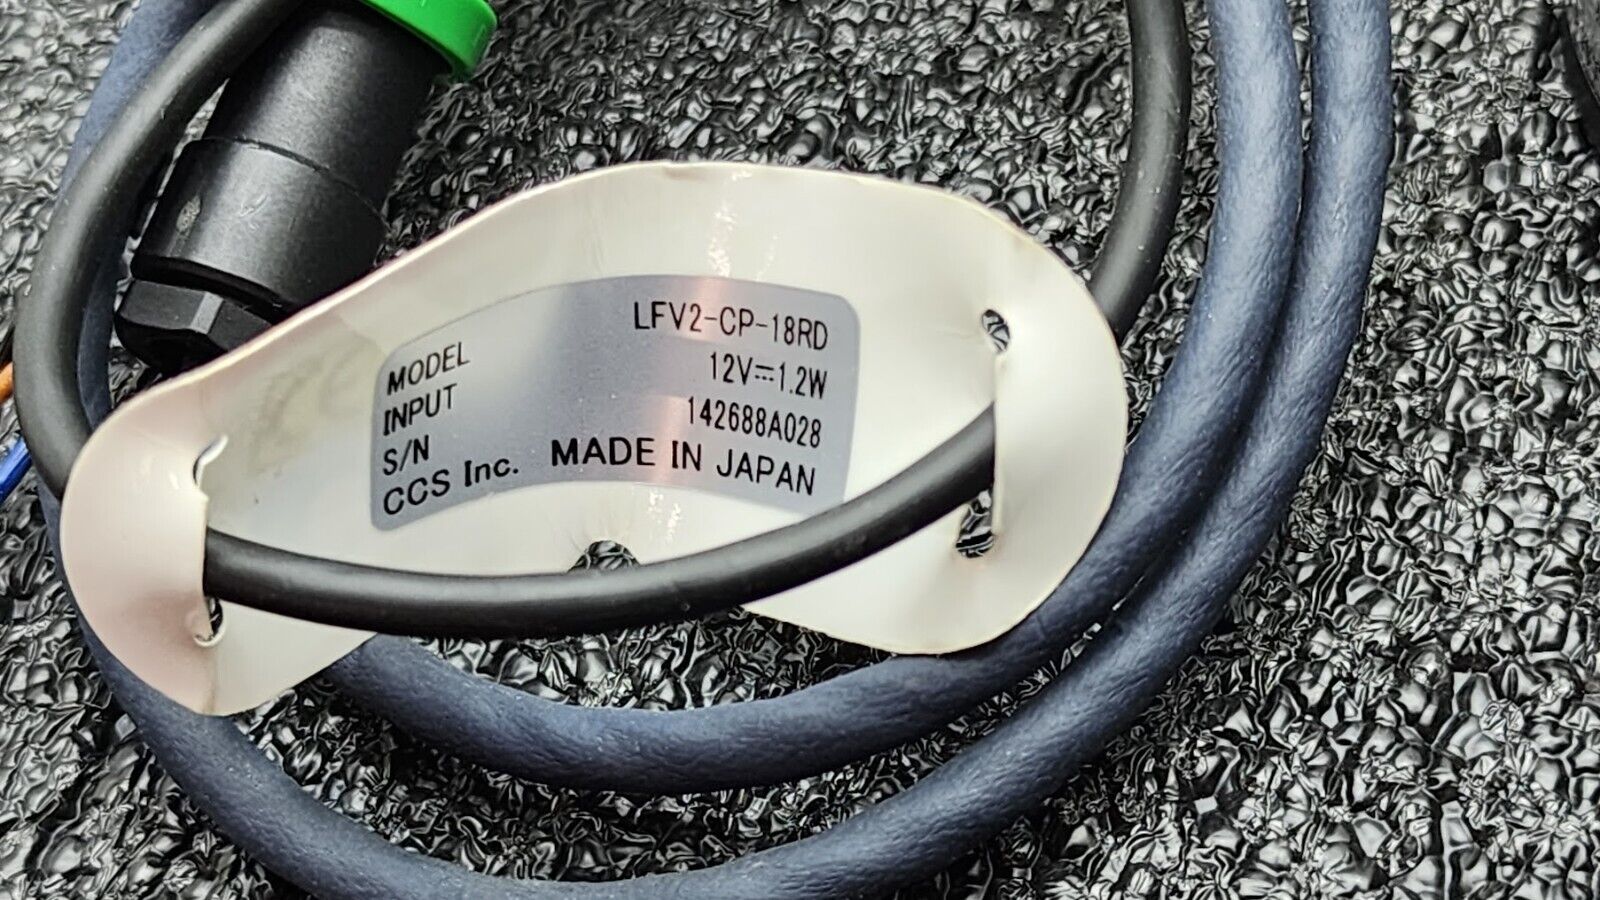 MODEL LFV2-CP-18RD
INPUT 12V⎓1.2W
S/N 142688A028
CCS Inc. MADE IN JAPAN